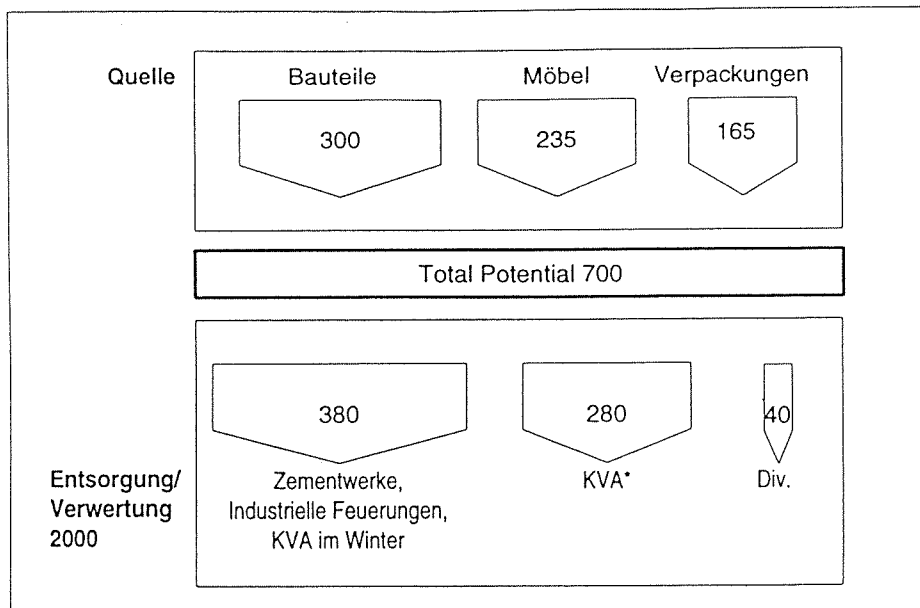 Quelle
Bauteile
Möbel
Verpackungen
300
235
165
Total Potential 700
380
280
40
Entsorgung/
Verwertung
2000
Zementwerke,
Industrielle Feuerungen,
KVA im Winter
KVA*
Div.